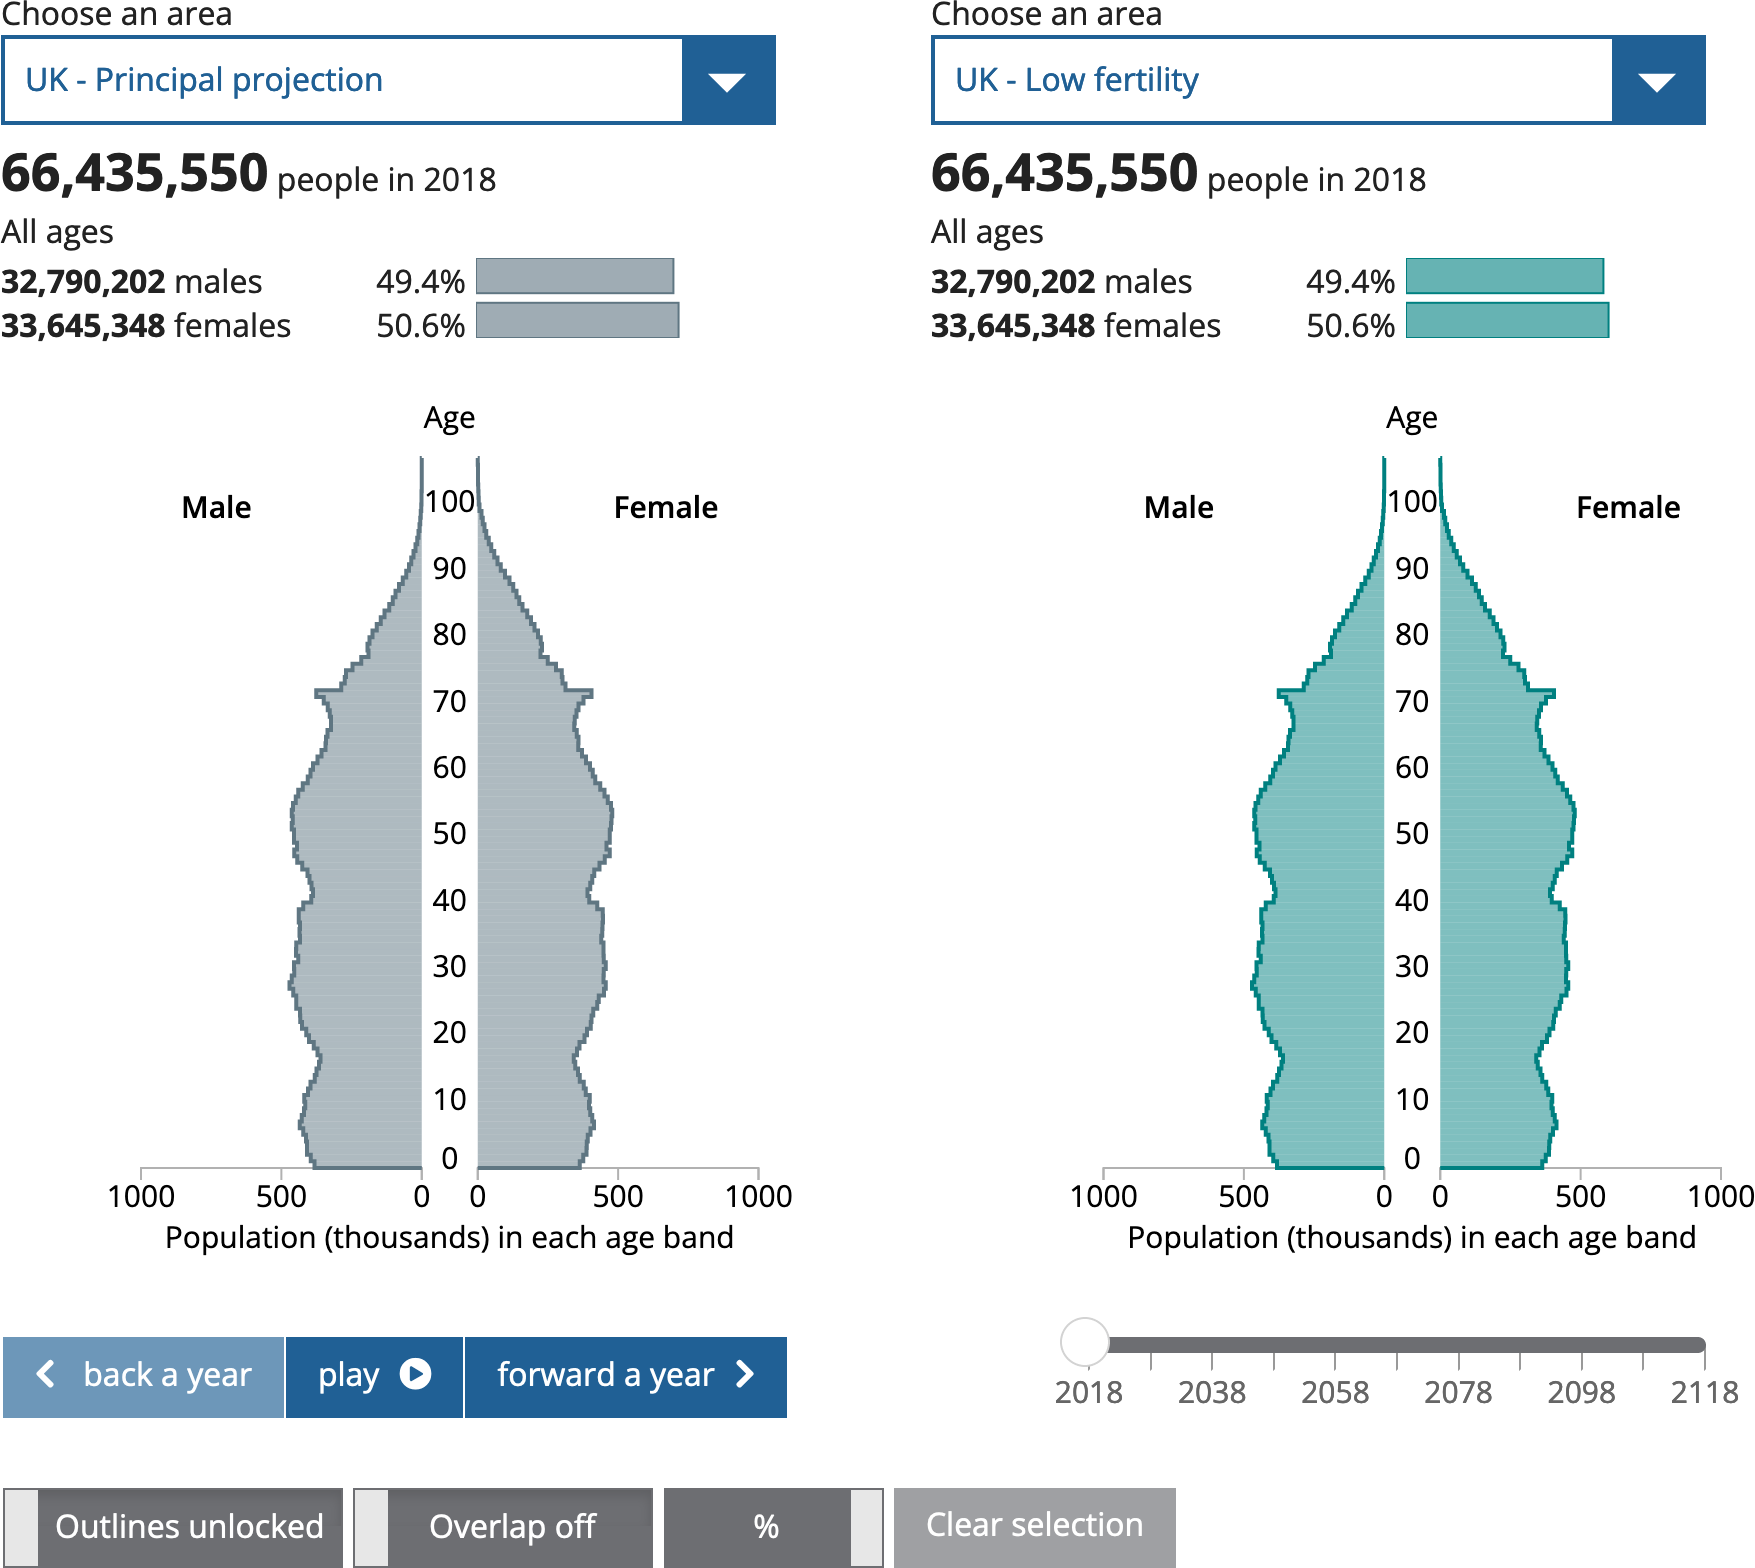 Choose an area
UK - Principal projection
66,435,550 people in 2018
All ages
32,790,202 males 49.4%
33,645,348 females 50.6%
Age
Male Female
100
90
80
70
60
50
40
30
20
10
0
1000 500 0 0 500 1000
Population (thousands) in each age band
Choose an area
UK - Low fertility
66,435,550 people in 2018
All ages
32,790,202 males 49.4%
33,645,348 females 50.6%
Age
Male Female
100
90
80
70
60
50
40
30
20
10
0
1000 500 0 0 500 1000
Population (thousands) in each age band
back a year play forward a year
2018 2038 2058 2078 2098 2118
Outlines unlocked Overlap off % Clear selection